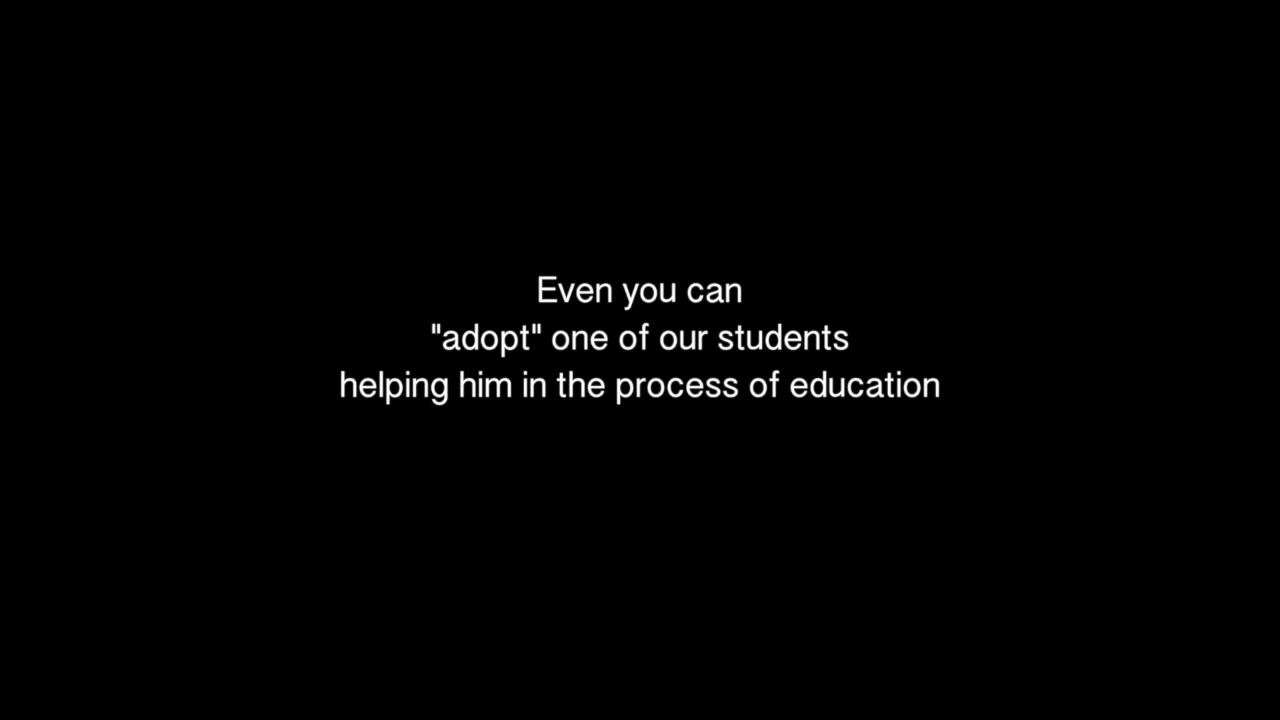 Even you can
"adopt" one of our students
helping him in the process of education